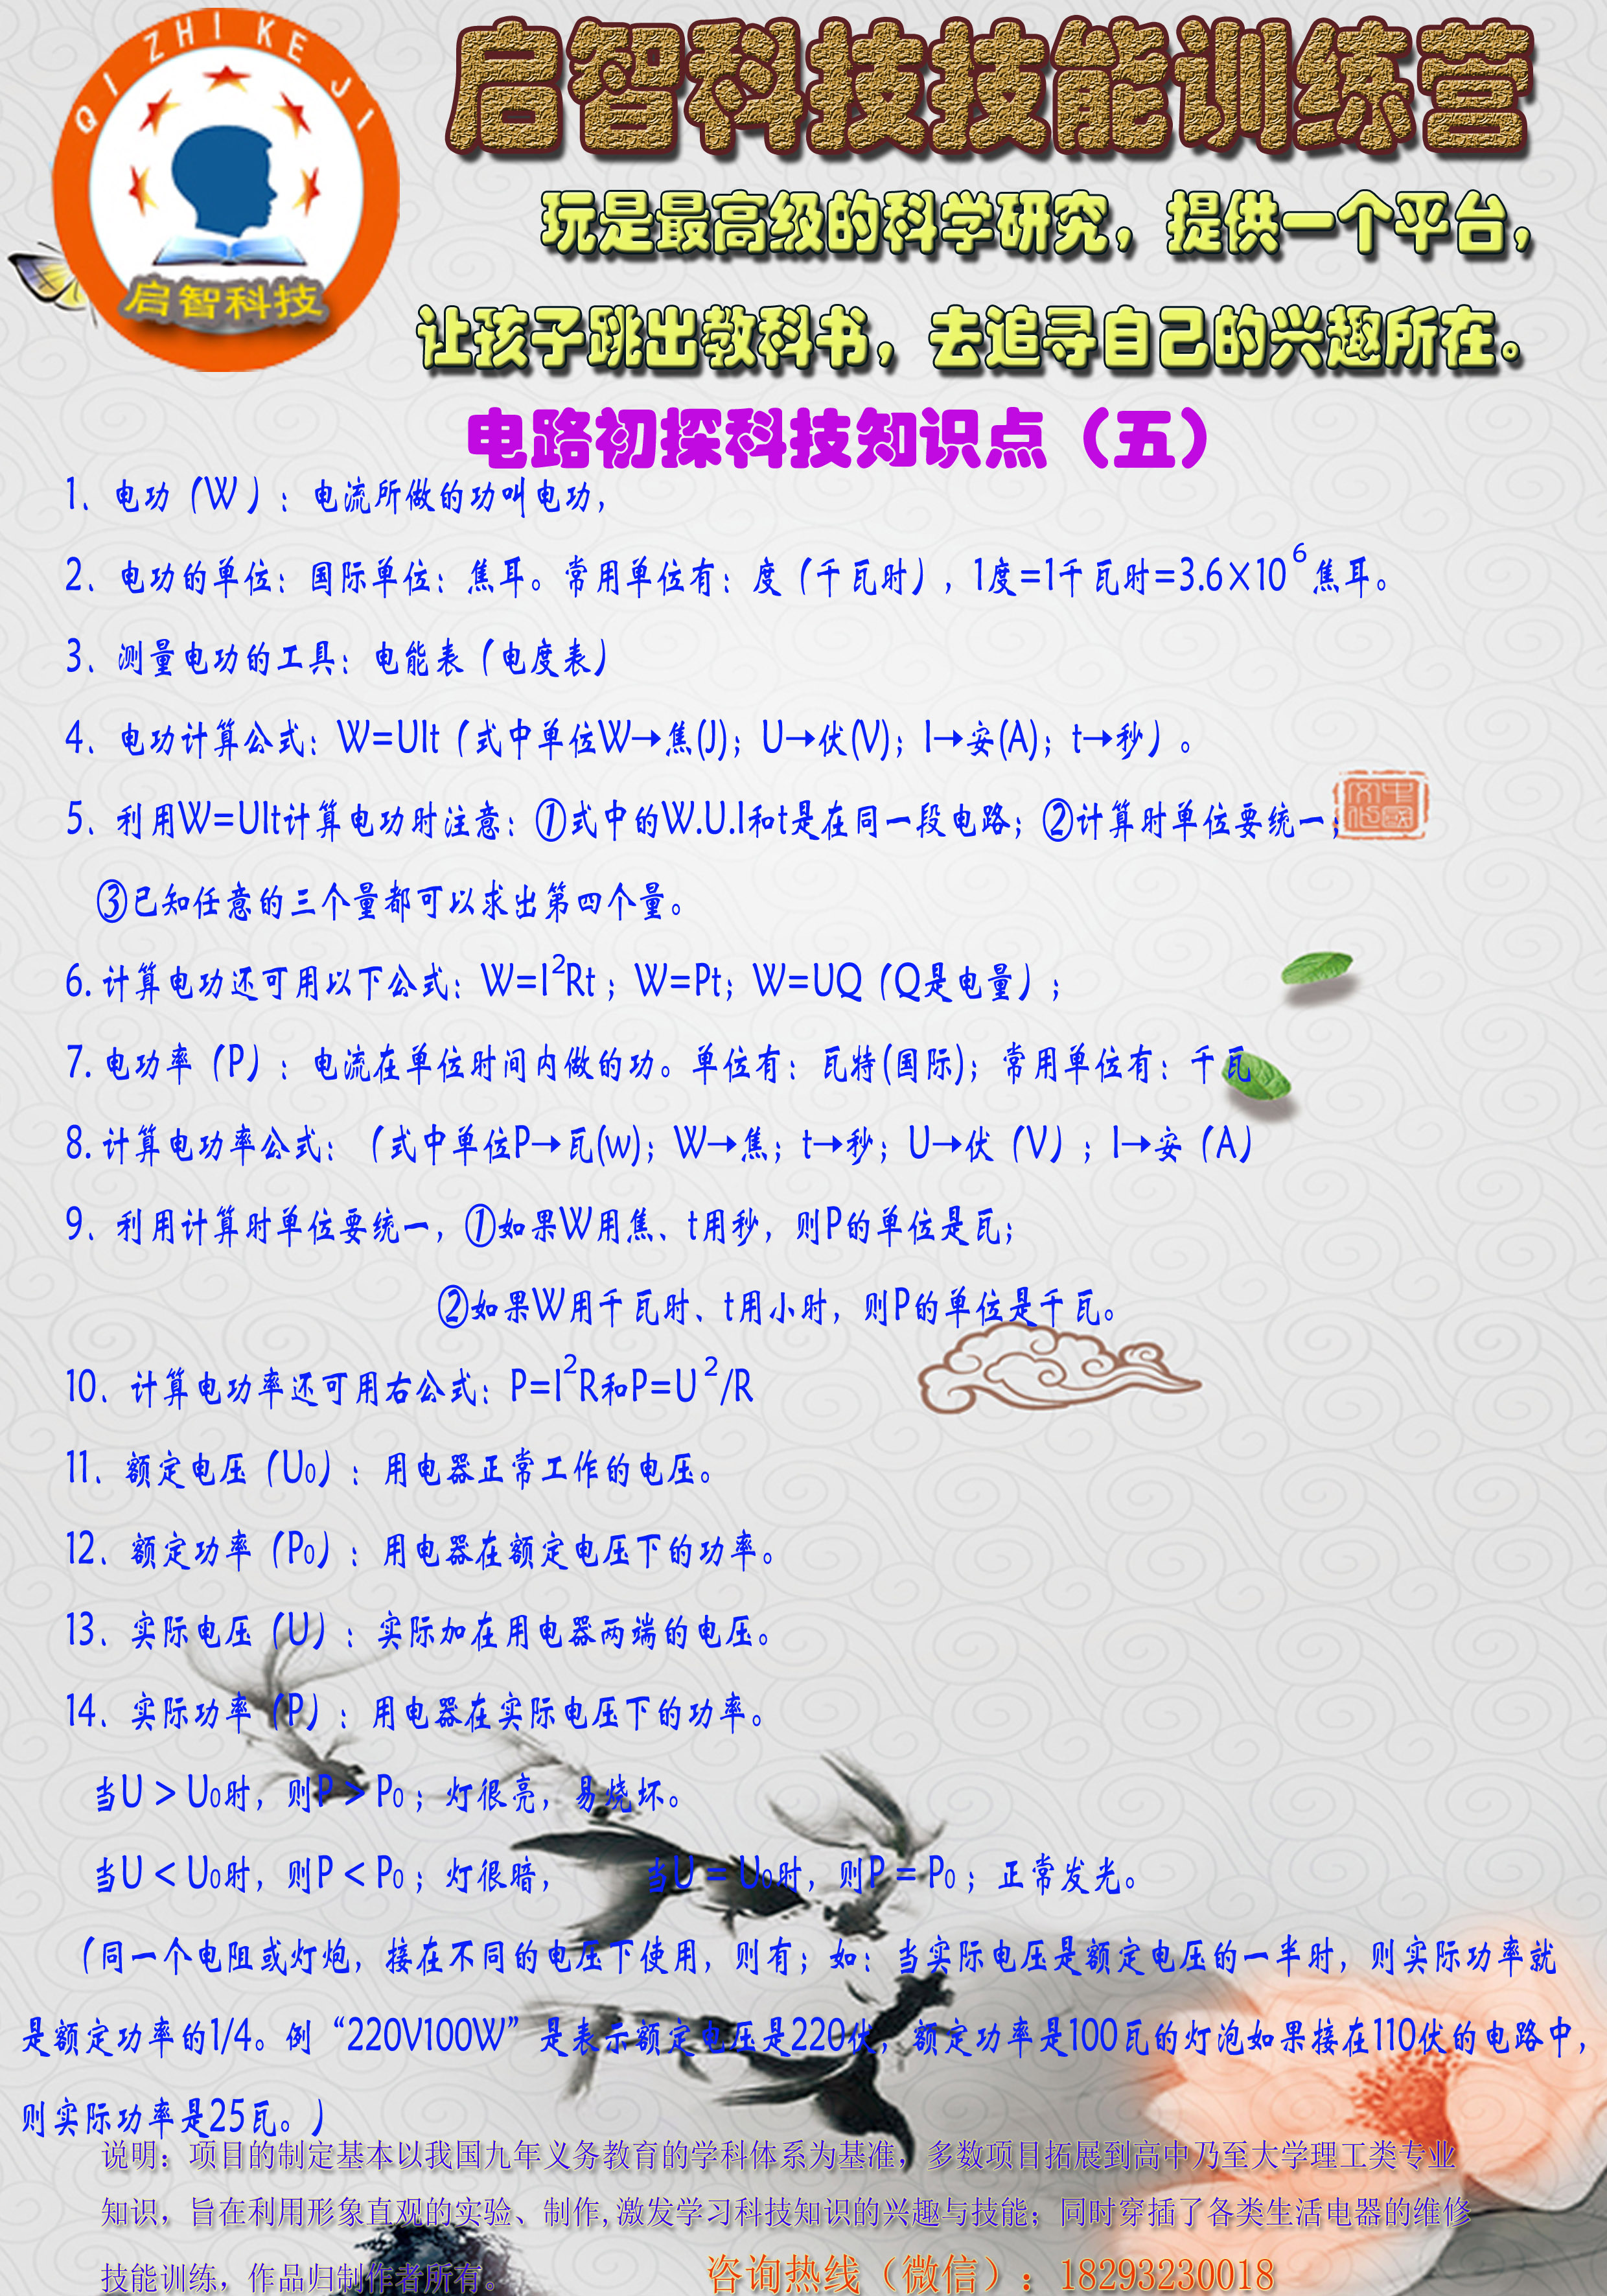 QI ZHI KE JI
启智科技
启智科技技能训练营
玩是最高级的科学研究，提供一个平台，
让孩子跳出教科书，去追寻自己的兴趣所在。
电路初探科技知识点（五）
1、电功（W）：电流所做的功叫电功，
2、电功的单位：国际单位：焦耳。常用单位有：度（千瓦时），1度=1千瓦时=3.6×10⁶焦耳。
3、测量电功的工具：电能表（电度表）
4、电功计算公式：W=UIt（式中单位W→焦(J)；U→伏(V)；I→安(A)；t→秒）。
5、利用W=UIt计算电功时注意：①式中的W.U.I和t是在同一段电路；②计算时单位要统一；
③已知任意的三个量都可以求出第四个量。
6. 计算电功还可用以下公式：W=I²Rt ；W=Pt；W=UQ（Q是电量）；
7. 电功率（P）：电流在单位时间内做的功。单位有：瓦特(国际)；常用单位有：千瓦
8. 计算电功率公式：（式中单位P→瓦(w)；W→焦；t→秒；U→伏（V）；I→安（A）
9、利用计算时单位要统一，①如果W用焦、t用秒，则P的单位是瓦；
②如果W用千瓦时、t用小时，则P的单位是千瓦。
10、计算电功率还可用右公式：P=I²R和P=U²/R
11、额定电压（U₀）：用电器正常工作的电压。
12、额定功率（P₀）：用电器在额定电压下的功率。
13、实际电压（U）：实际加在用电器两端的电压。
14、实际功率（P）：用电器在实际电压下的功率。
当U > U₀时，则P > P₀ ；灯很亮，易烧坏。
当U < U₀时，则P < P₀ ；灯很暗， 当U = U₀时，则P = P₀ ；正常发光。
（同一个电阻或灯炮，接在不同的电压下使用，则有；如：当实际电压是额定电压的一半时，则实际功率就
是额定功率的1/4。例“220V100W”是表示额定电压是220伏，额定功率是100瓦的灯泡如果接在110伏的电路中，
则实际功率是25瓦。）
说明：项目的制定基本以我国九年义务教育的学科体系为基准，多数项目拓展到高中乃至大学理工类专业
知识，旨在利用形象直观的实验、制作,激发学习科技知识的兴趣与技能；同时穿插了各类生活电器的维修
技能训练，作品归制作者所有。
咨询热线（微信）：18293230018